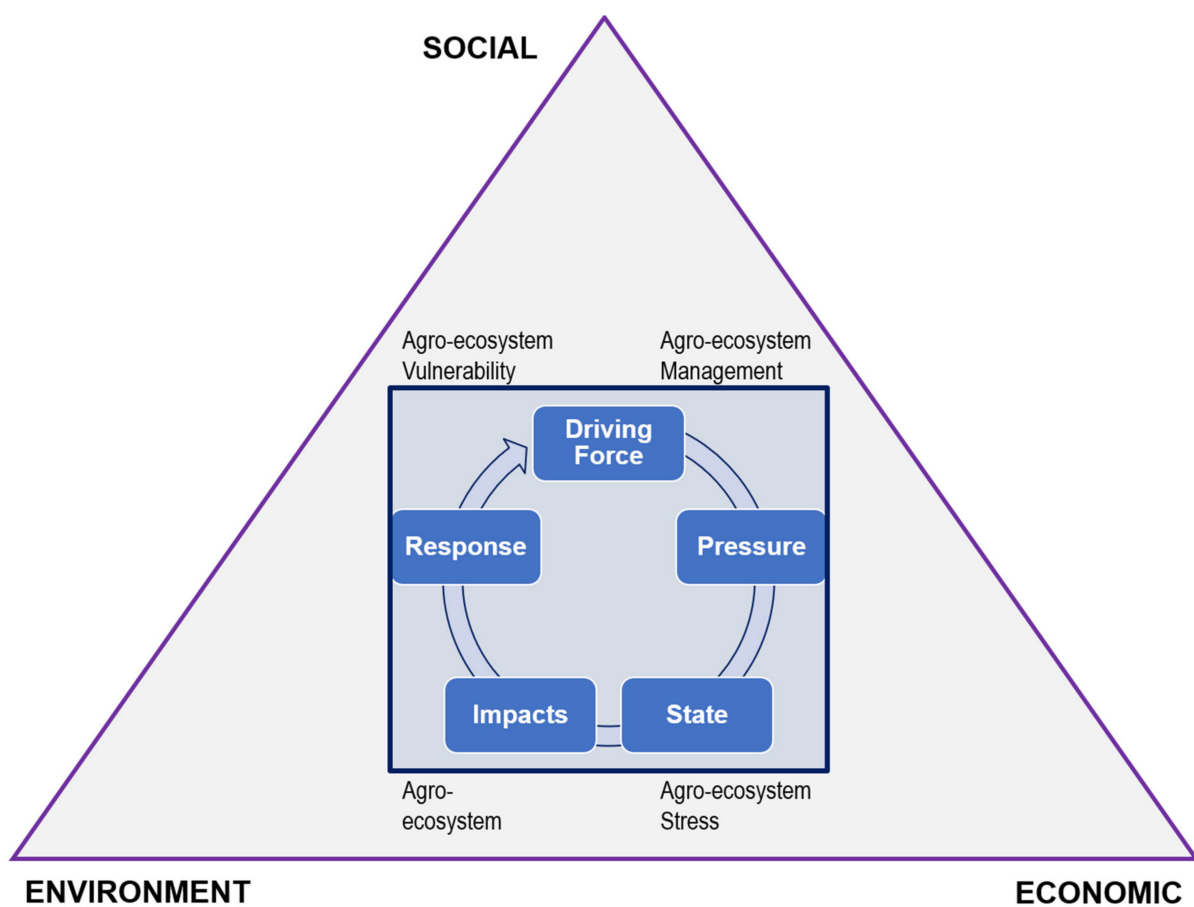 SOCIAL
Agro-ecosystem
Vulnerability
Agro-ecosystem
Management
Driving
Force
Response
Pressure
Impacts
State
Agro-
ecosystem
Agro-ecosystem
Stress
ENVIRONMENT
ECONOMIC